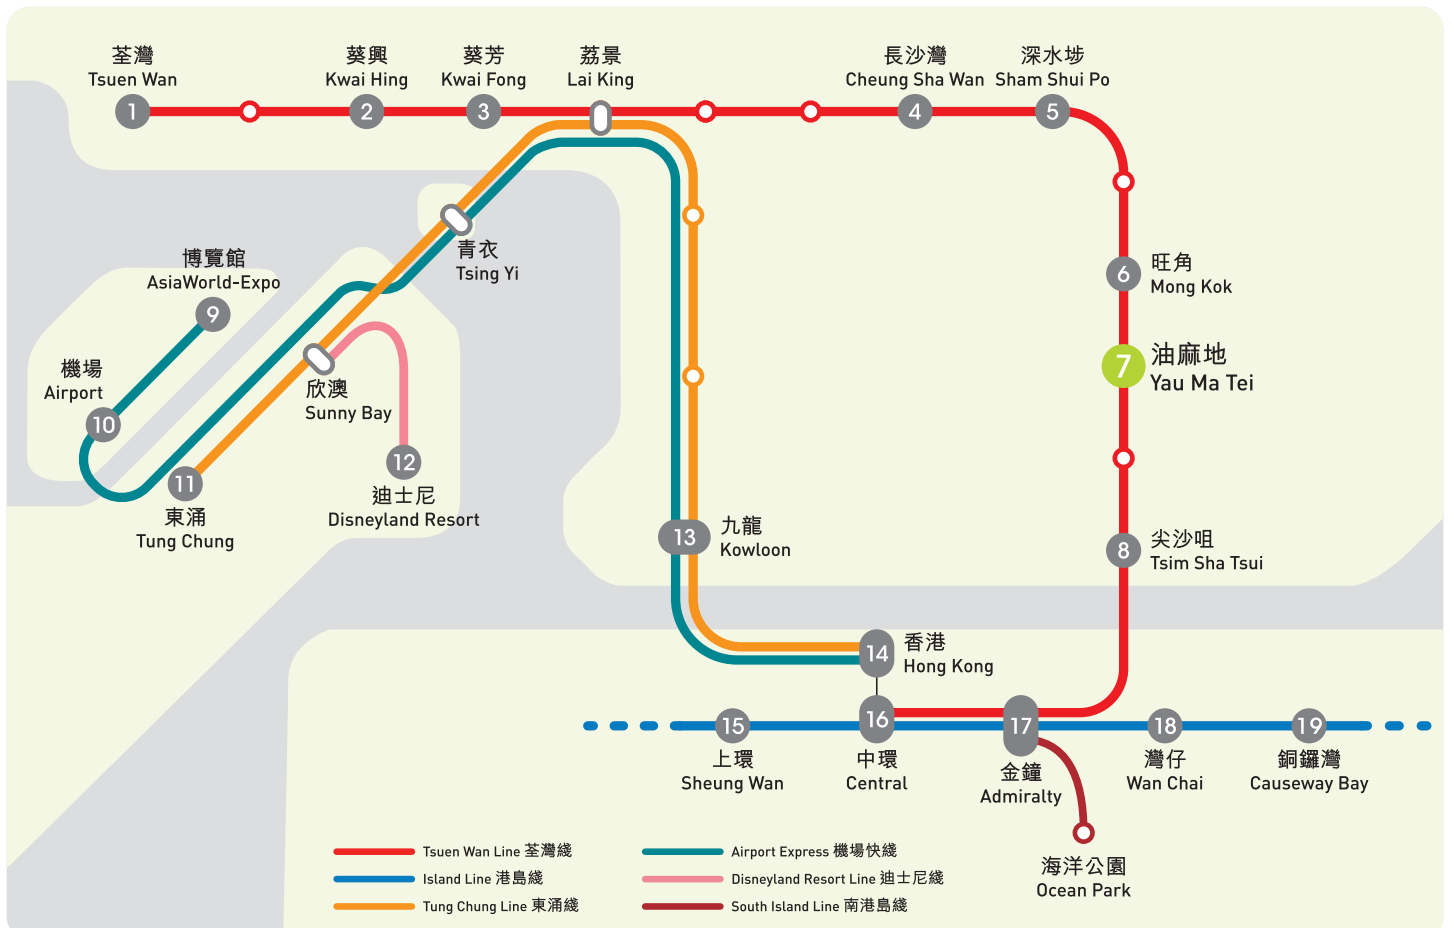 荃灣
Tsuen Wan
1
葵興
Kwai Hing
2
葵芳
Kwai Fong
3
荔景
Lai King
長沙灣
Cheung Sha Wan
4
深水埗
Sham Shui Po
5
旺角
Mong Kok
6
油麻地
Yau Ma Tei
7
尖沙咀
Tsim Sha Tsui
8
青衣
Tsing Yi
博覽館
AsiaWorld-Expo
9
機場
Airport
10
欣澳
Sunny Bay
11
東涌
Tung Chung
12
迪士尼
Disneyland Resort
13
九龍
Kowloon
14
香港
Hong Kong
15
上環
Sheung Wan
16
中環
Central
17
金鐘
Admiralty
18
灣仔
Wan Chai
19
銅鑼灣
Causeway Bay
海洋公園
Ocean Park
Tsuen Wan Line 荃灣綫
Island Line 港島綫
Tung Chung Line 東涌綫
Airport Express 機場快綫
Disneyland Resort Line 迪士尼綫
South Island Line 南港島綫